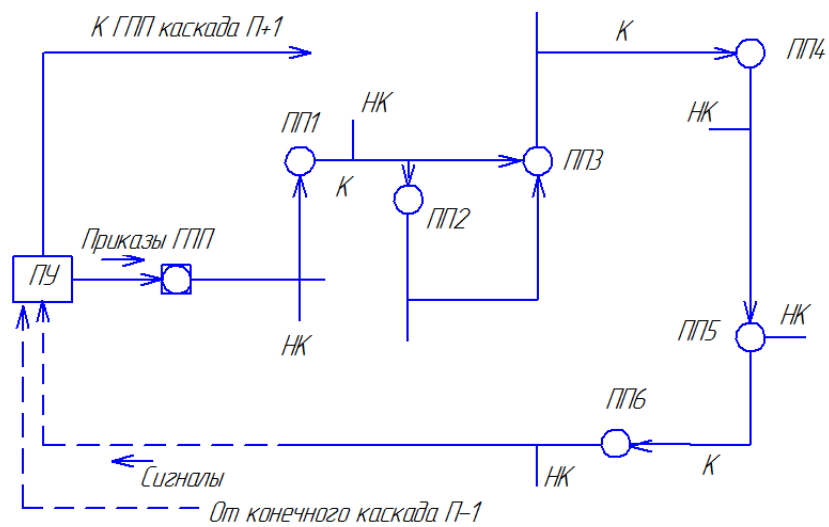 К ГПП каскада П+1
К
ПП4
НК
НК
ПП1
ПП3
К
ПП2
Приказы ГПП
ПУ
НК
ПП5
НК
ПП6
К
Сигналы
НК
От конечного каскада П-1